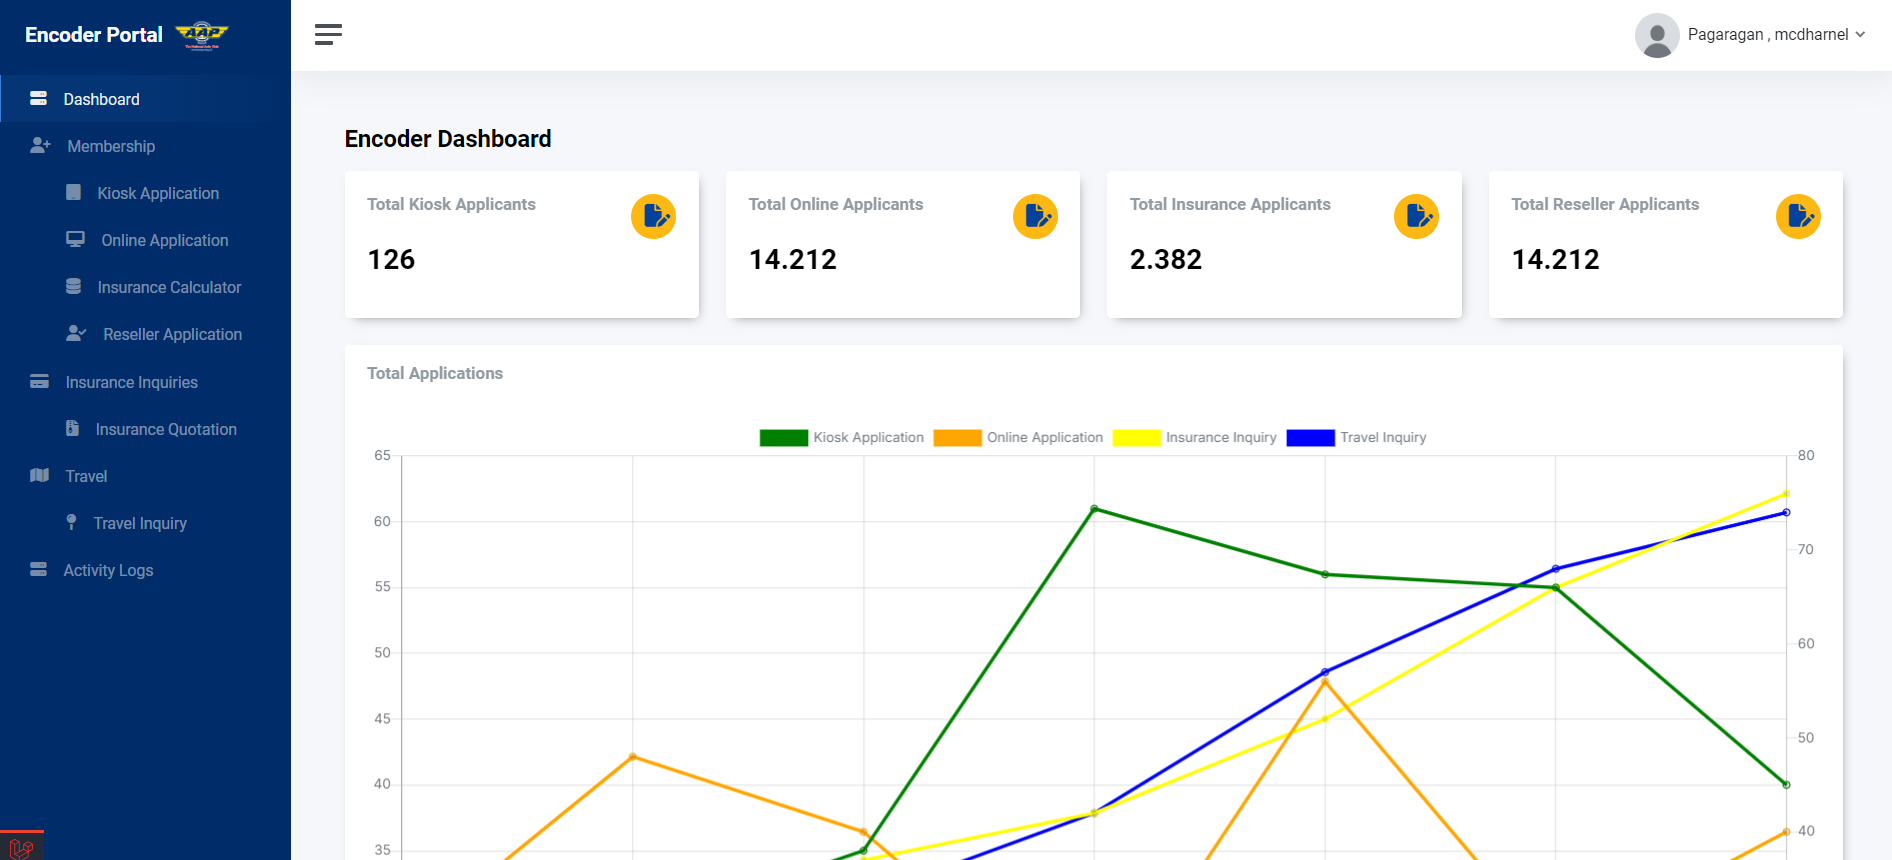 Encoder Portal
AAP
Pagaragan , mcdharnel
Dashboard
Membership
Kiosk Application
Online Application
Insurance Calculator
Reseller Application
Insurance Inquiries
Insurance Quotation
Travel
Travel Inquiry
Activity Logs
Encoder Dashboard
Total Kiosk Applicants
126
Total Online Applicants
14.212
Total Insurance Applicants
2.382
Total Reseller Applicants
14.212
Total Applications
Kiosk Application Online Application Insurance Inquiry Travel Inquiry
65
60
55
50
45
40
35
80
70
60
50
40